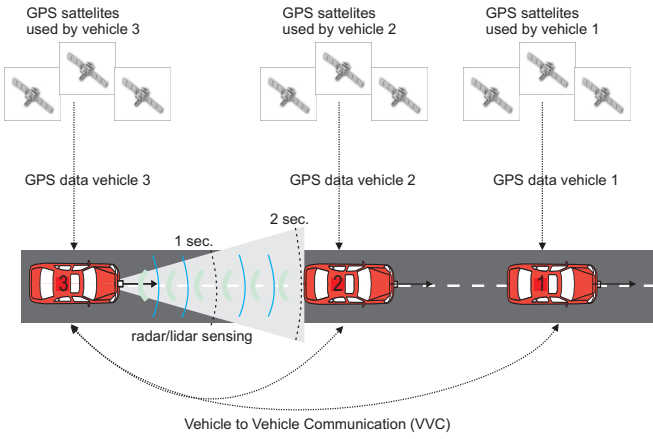 GPS sattelites
used by vehicle 3
GPS sattelites
used by vehicle 2
GPS sattelites
used by vehicle 1
GPS data vehicle 3
GPS data vehicle 2
GPS data vehicle 1
2 sec.
1 sec.
3
2
1
radar/lidar sensing
Vehicle to Vehicle Communication (VVC)